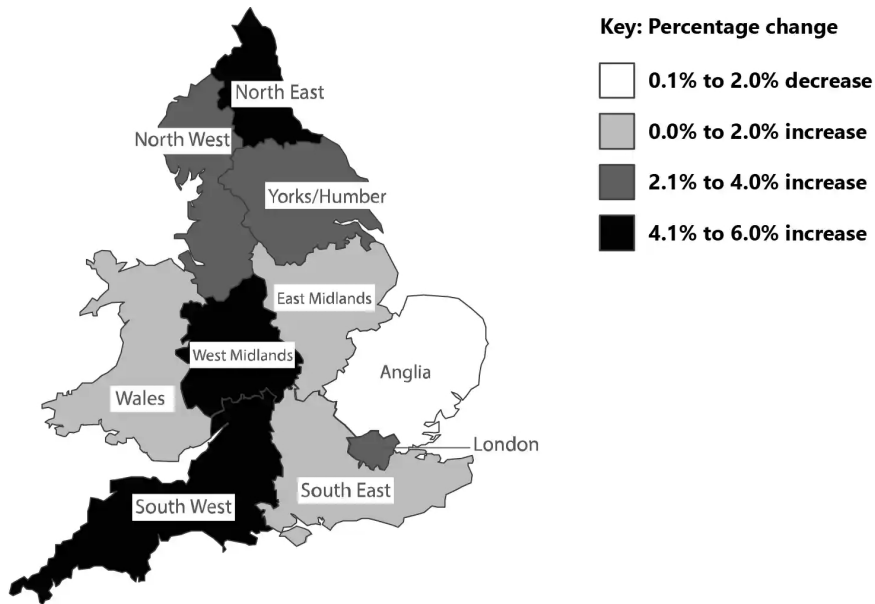 Key: Percentage change
0.1% to 2.0% decrease
0.0% to 2.0% increase
2.1% to 4.0% increase
4.1% to 6.0% increase
North East
North West
Yorks/Humber
East Midlands
West Midlands
Anglia
Wales
London
South East
South West